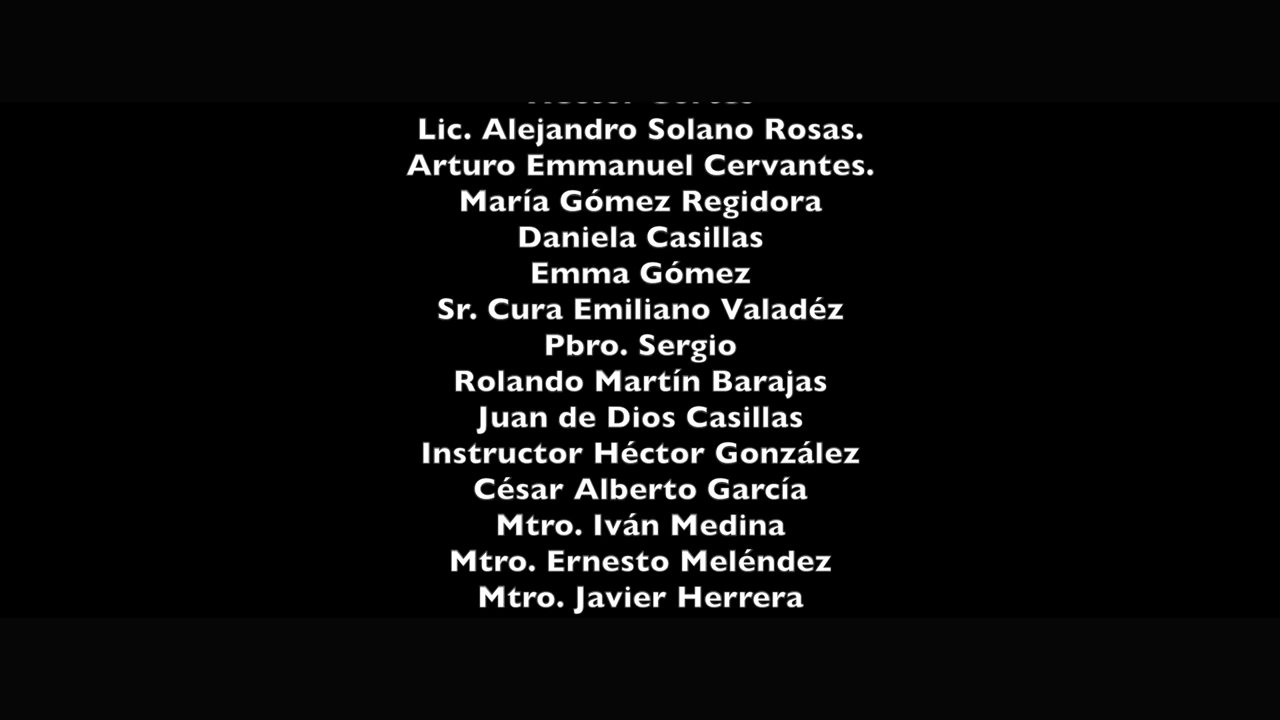 Lic. Alejandro Solano Rosas.
Arturo Emmanuel Cervantes.
María Gómez Regidora
Daniela Casillas
Emma Gómez
Sr. Cura Emiliano Valadéz
Pbro. Sergio
Rolando Martín Barajas
Juan de Dios Casillas
Instructor Héctor González
César Alberto García
Mtro. Iván Medina
Mtro. Ernesto Meléndez
Mtro. Javier Herrera